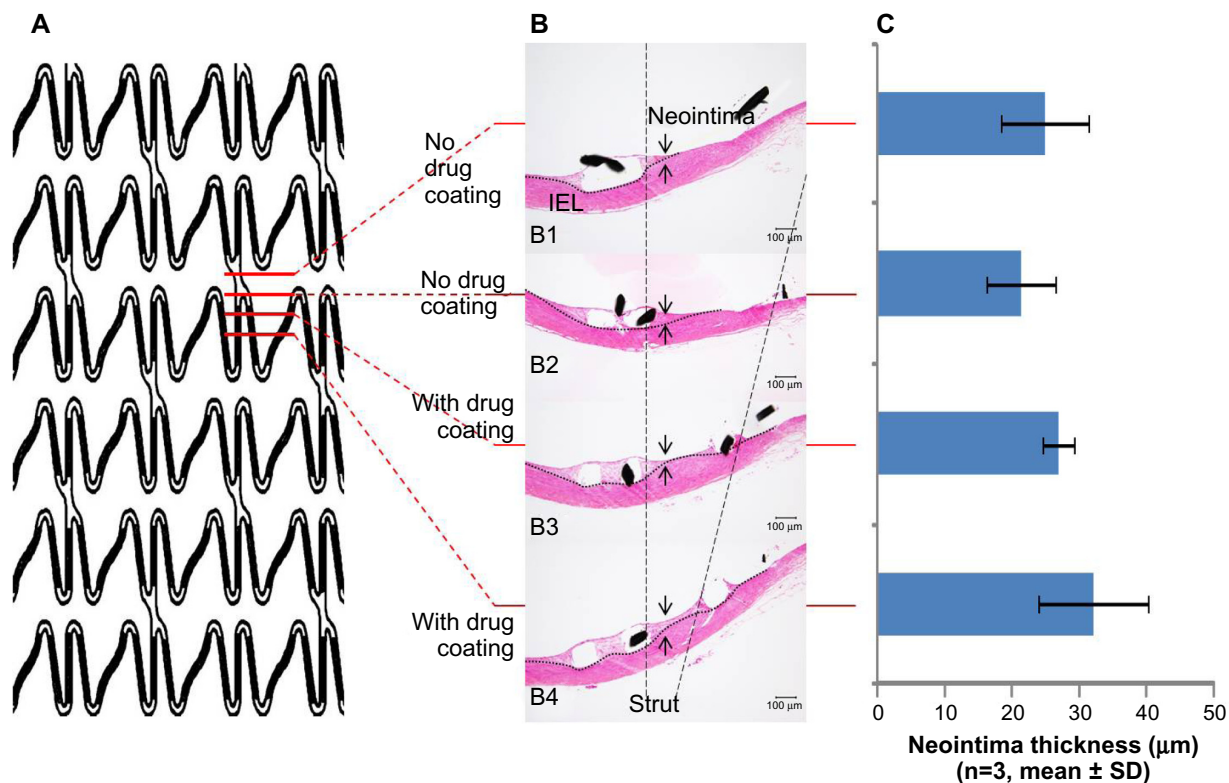 A
B
C
No
drug
coating
No drug
coating
With drug
coating
With drug
coating
Neointima
IEL
B1
100 μm
B2
100 μm
B3
100 μm
B4
Strut
100 μm
0 10 20 30 40 50
Neointima thickness (μm)
(n=3, mean ± SD)